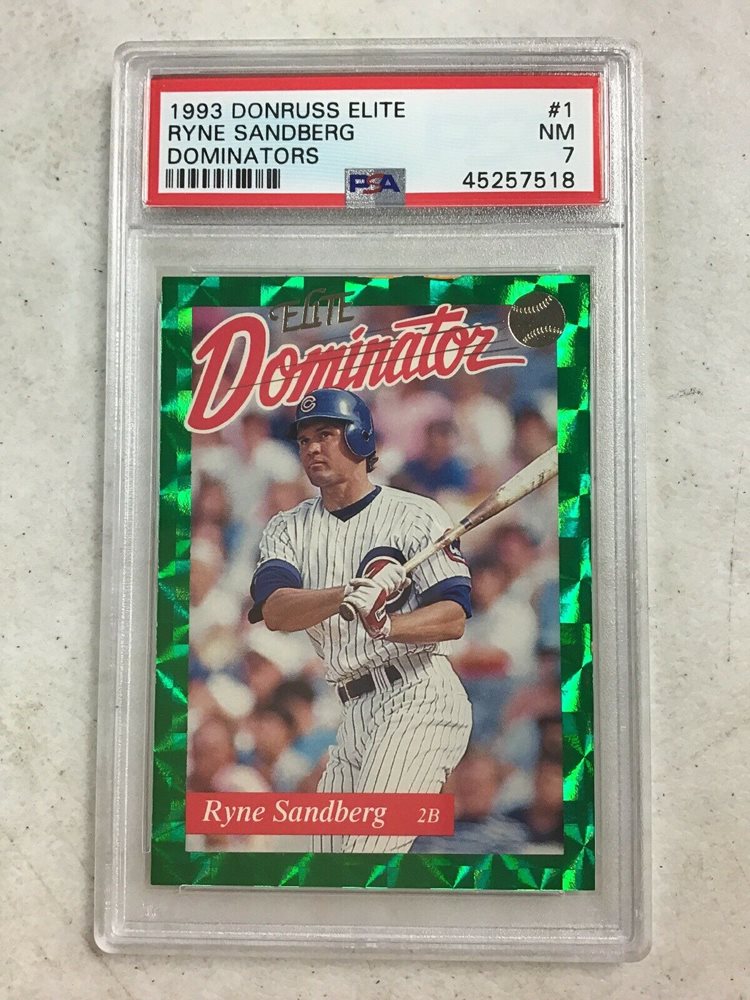 1993 DONRUSS ELITE #1
RYNE SANDBERG NM
DOMINATORS 7
PSA 45257518
ELITE
Dominator
C
Ryne Sandberg 2B